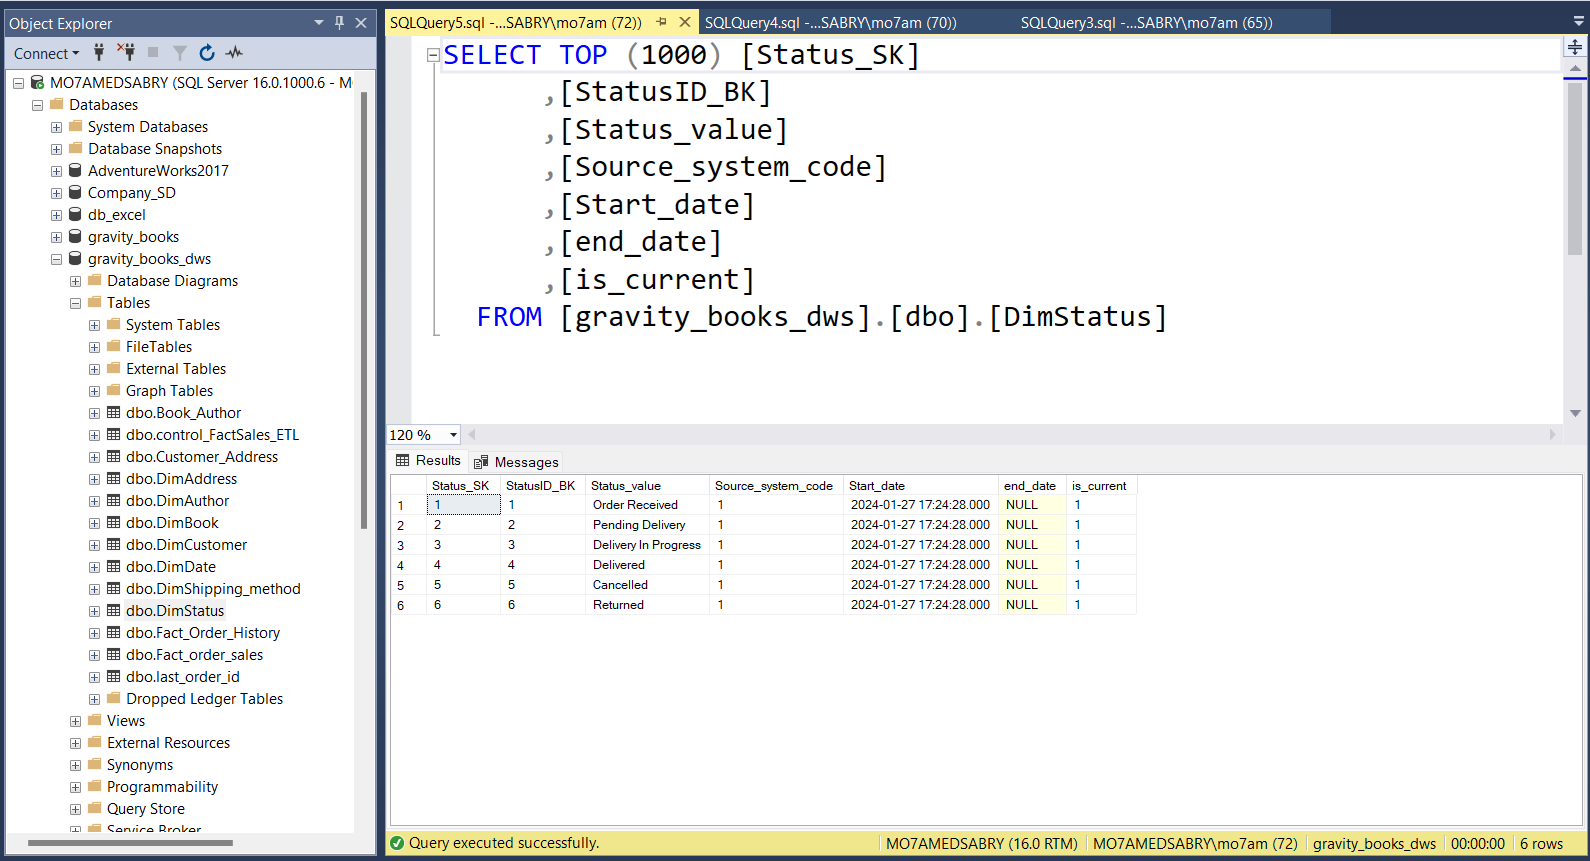 Object Explorer
Connect
MO7AMEDSABRY (SQL Server 16.0.1000.6 - M
Databases
System Databases
Database Snapshots
AdventureWorks2017
Company_SD
db_excel
gravity_books
gravity_books_dws
Database Diagrams
Tables
System Tables
FileTables
External Tables
Graph Tables
dbo.Book_Author
dbo.control_FactSales_ETL
dbo.Customer_Address
dbo.DimAddress
dbo.DimAuthor
dbo.DimBook
dbo.DimCustomer
dbo.DimDate
dbo.DimShipping_method
dbo.DimStatus
dbo.Fact_Order_History
dbo.Fact_order_sales
dbo.last_order_id
Dropped Ledger Tables
Views
External Resources
Synonyms
Programmability
Query Store
Service Broker
SQLQuery5.sql -...SABRY\mo7am (72)) SQLQuery4.sql -...SABRY\mo7am (70)) SQLQuery3.sql -...SABRY\mo7am (65))
SELECT TOP (1000) [Status_SK]
,[StatusID_BK]
,[Status_value]
,[Source_system_code]
,[Start_date]
,[end_date]
,[is_current]
FROM [gravity_books_dws].[dbo].[DimStatus]
120 %
Results Messages
Status_SK StatusID_BK Status_value Source_system_code Start_date end_date is_current
1 1 1 Order Received 1 2024-01-27 17:24:28.000 NULL 1
2 2 2 Pending Delivery 1 2024-01-27 17:24:28.000 NULL 1
3 3 3 Delivery In Progress 1 2024-01-27 17:24:28.000 NULL 1
4 4 4 Delivered 1 2024-01-27 17:24:28.000 NULL 1
5 5 5 Cancelled 1 2024-01-27 17:24:28.000 NULL 1
6 6 6 Returned 1 2024-01-27 17:24:28.000 NULL 1
Query executed successfully. MO7AMEDSABRY (16.0 RTM) MO7AMEDSABRY\mo7am (72) gravity_books_dws 00:00:00 6 rows